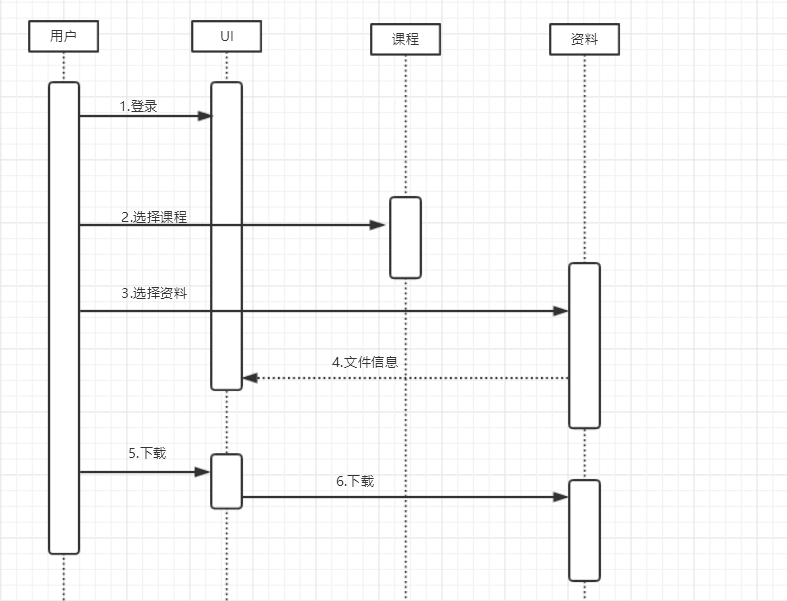 用户
UI
课程
资料
1.登录
2.选择课程
3.选择资料
4.文件信息
5.下载
6.下载